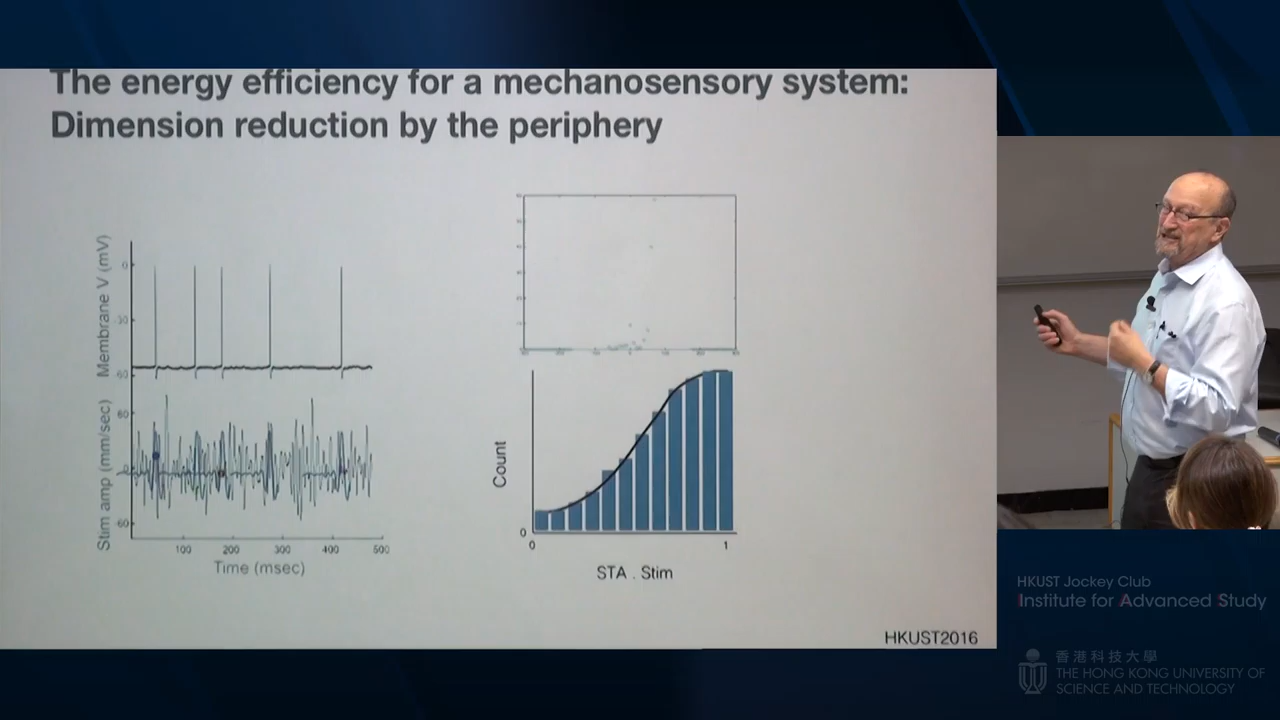 The energy efficiency for a mechanosensory system:
Dimension reduction by the periphery
Membrane V (mV)
0
-30
-60
Stim amp (mm/sec)
60
0
-60
100
200
300
400
500
Time (msec)
Count
0
0
1
STA . Stim
HKUST2016
HKUST Jockey Club
Institute for Advanced Study
香港科技大學
THE HONG KONG UNIVERSITY OF
SCIENCE AND TECHNOLOGY